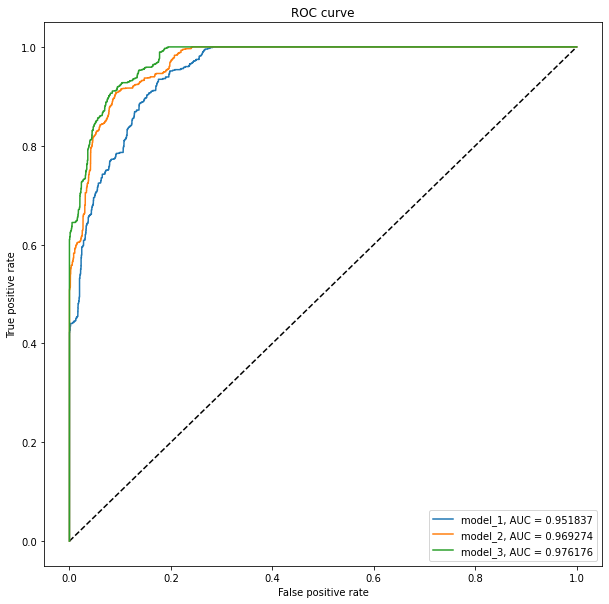 ROC curve
True positive rate
1.0
0.8
0.6
0.4
0.2
0.0
0.0 0.2 0.4 0.6 0.8 1.0
False positive rate
model_1, AUC = 0.951837
model_2, AUC = 0.969274
model_3, AUC = 0.976176